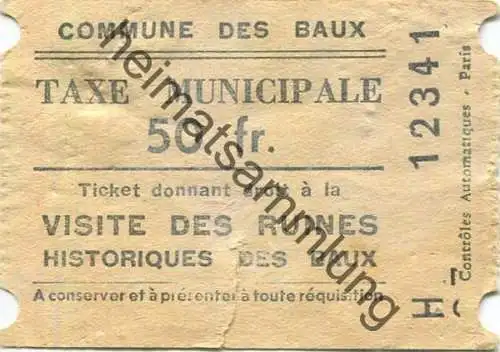 COMMUNE DES BAUX
TAXE MUNICIPALE
50 fr.
Ticket donnant droit à la
VISITE DES RUINES
HISTORIQUES DES BAUX
A conserver et à présenter à toute réquisition
12341
Contrôles Automatiques - Paris
H
heimatsammlung